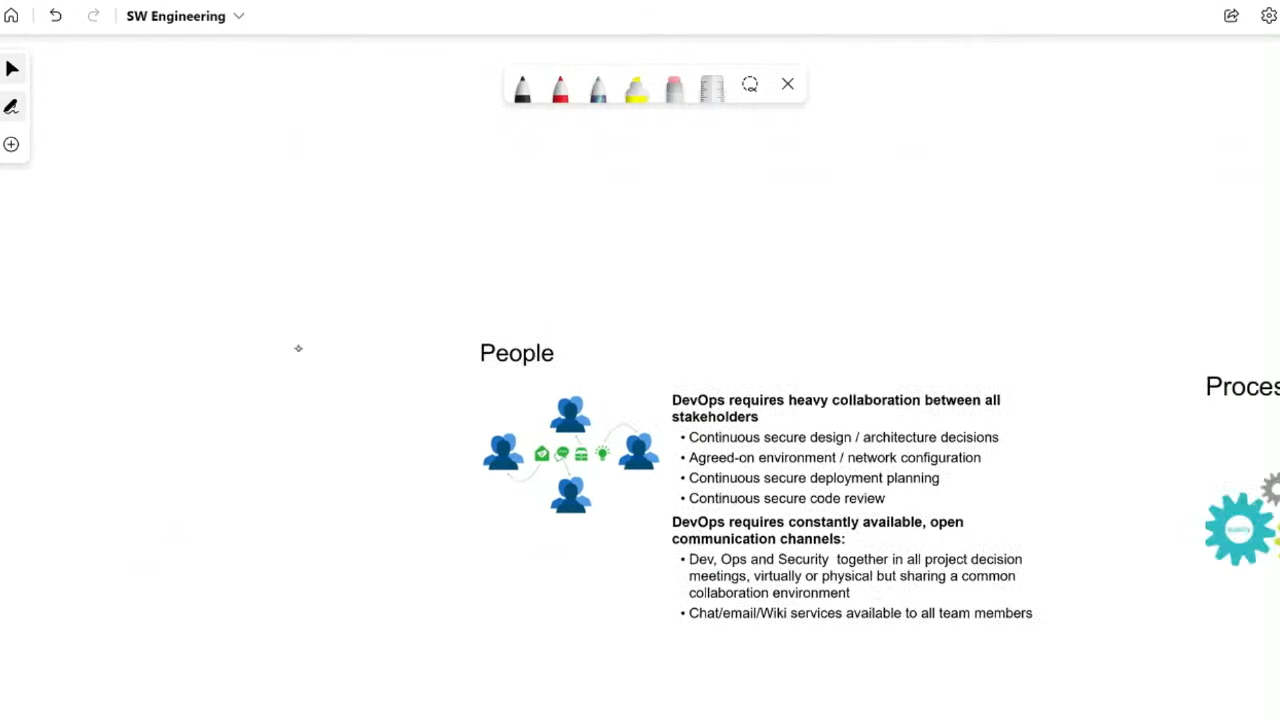 SW Engineering
People
DevOps requires heavy collaboration between all
stakeholders
• Continuous secure design / architecture decisions
• Agreed-on environment / network configuration
• Continuous secure deployment planning
• Continuous secure code review
DevOps requires constantly available, open
communication channels:
• Dev, Ops and Security together in all project decision
meetings, virtually or physical but sharing a common
collaboration environment
• Chat/email/Wiki services available to all team members
Proces